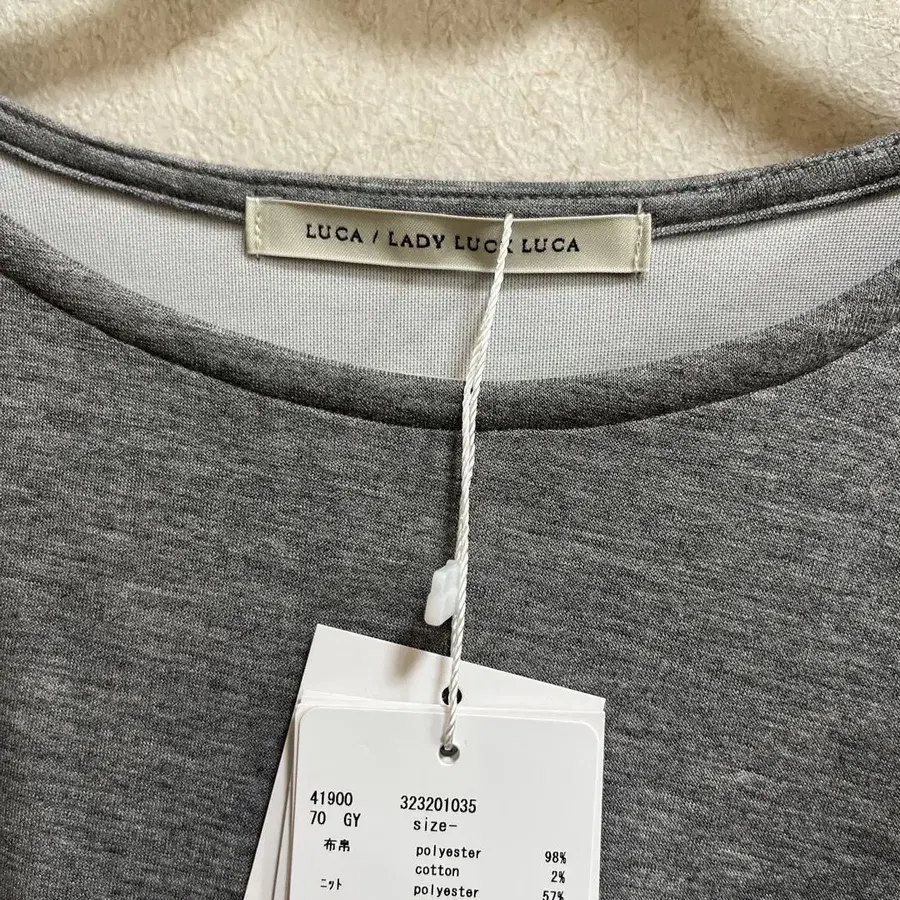 LUCA / LADY LUCK LUCA
41900 323201035
70 GY size-
布帛 polyester 98%
cotton 2%
ニット polyester 57%